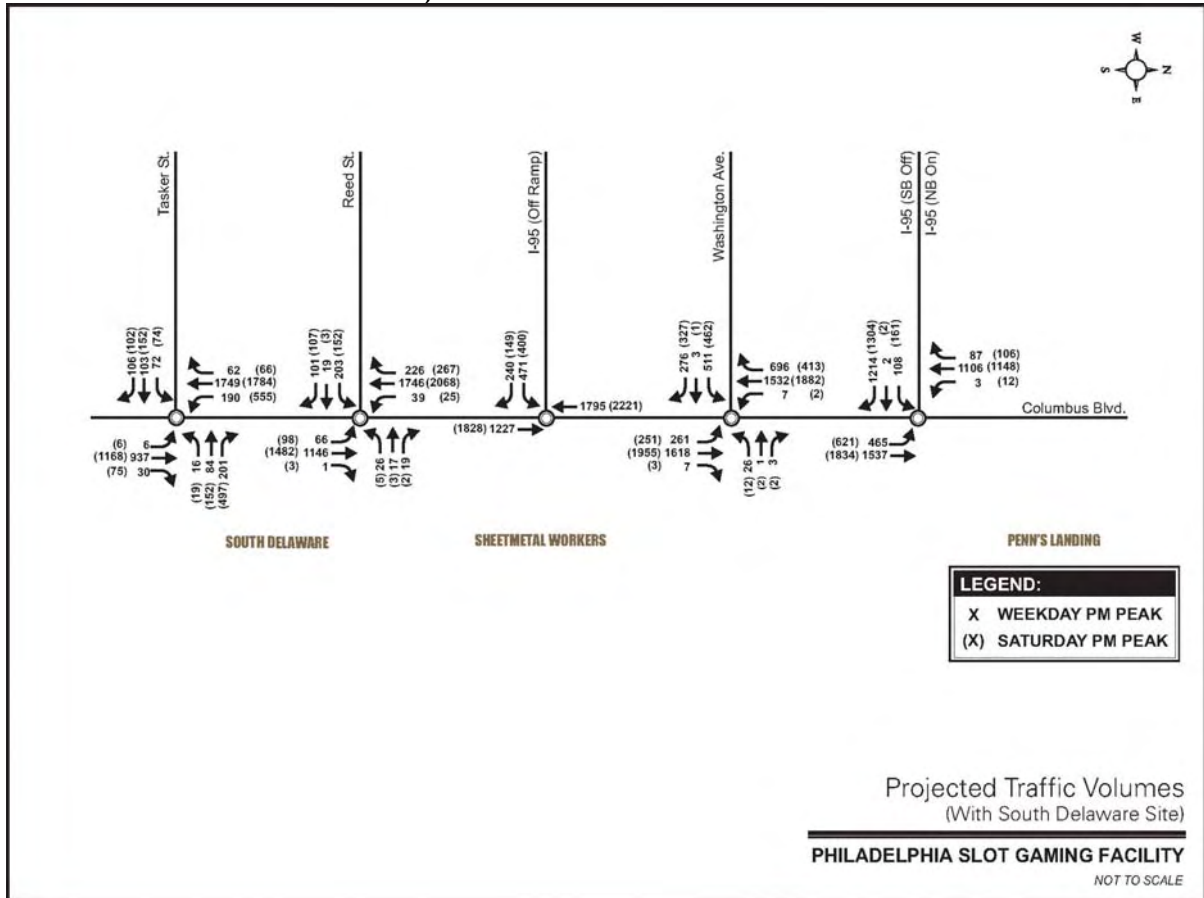 W
S
N
E
Tasker St.
Reed St.
I-95 (Off Ramp)
Washington Ave.
I-95 (SB Off)
I-95 (NB On)
106 (102)
103 (152)
72 (74)
62 (66)
1749 (1784)
190 (555)
101 (107)
19 (3)
203 (152)
226 (267)
1746 (2068)
39 (25)
240 (149)
471 (400)
1795 (2221)
276 (327)
3 (1)
511 (462)
696 (413)
1532 (1882)
7 (2)
1214 (1304)
2 (2)
108 (161)
87 (106)
1106 (1148)
3 (12)
Columbus Blvd.
(6) 6
(1168) 937
(75) 30
(19) 16
(152) 84
(497) 201
(98) 66
(1482) 1146
(3) 1
(5) 26
(3) 17
(2) 19
(1828) 1227
(251) 261
(1955) 1618
(3) 7
(12) 26
(2) 1
(2) 3
(621) 465
(1834) 1537
SOUTH DELAWARE
SHEETMETAL WORKERS
PENN'S LANDING
LEGEND:
X WEEKDAY PM PEAK
(X) SATURDAY PM PEAK
Projected Traffic Volumes
(With South Delaware Site)
PHILADELPHIA SLOT GAMING FACILITY
NOT TO SCALE